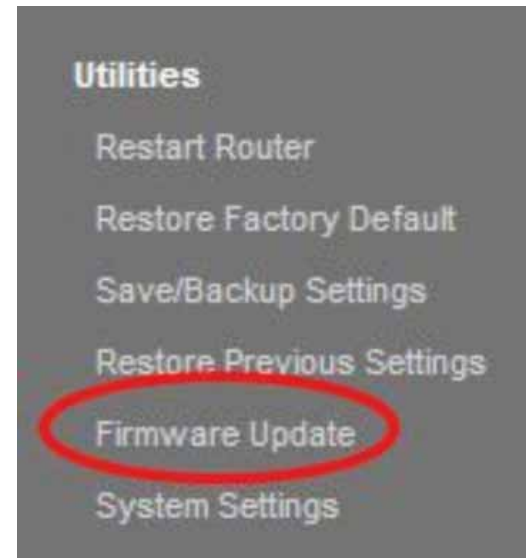 Utilities
Restart Router
Restore Factory Default
Save/Backup Settings
Restore Previous Settings
Firmware Update
System Settings